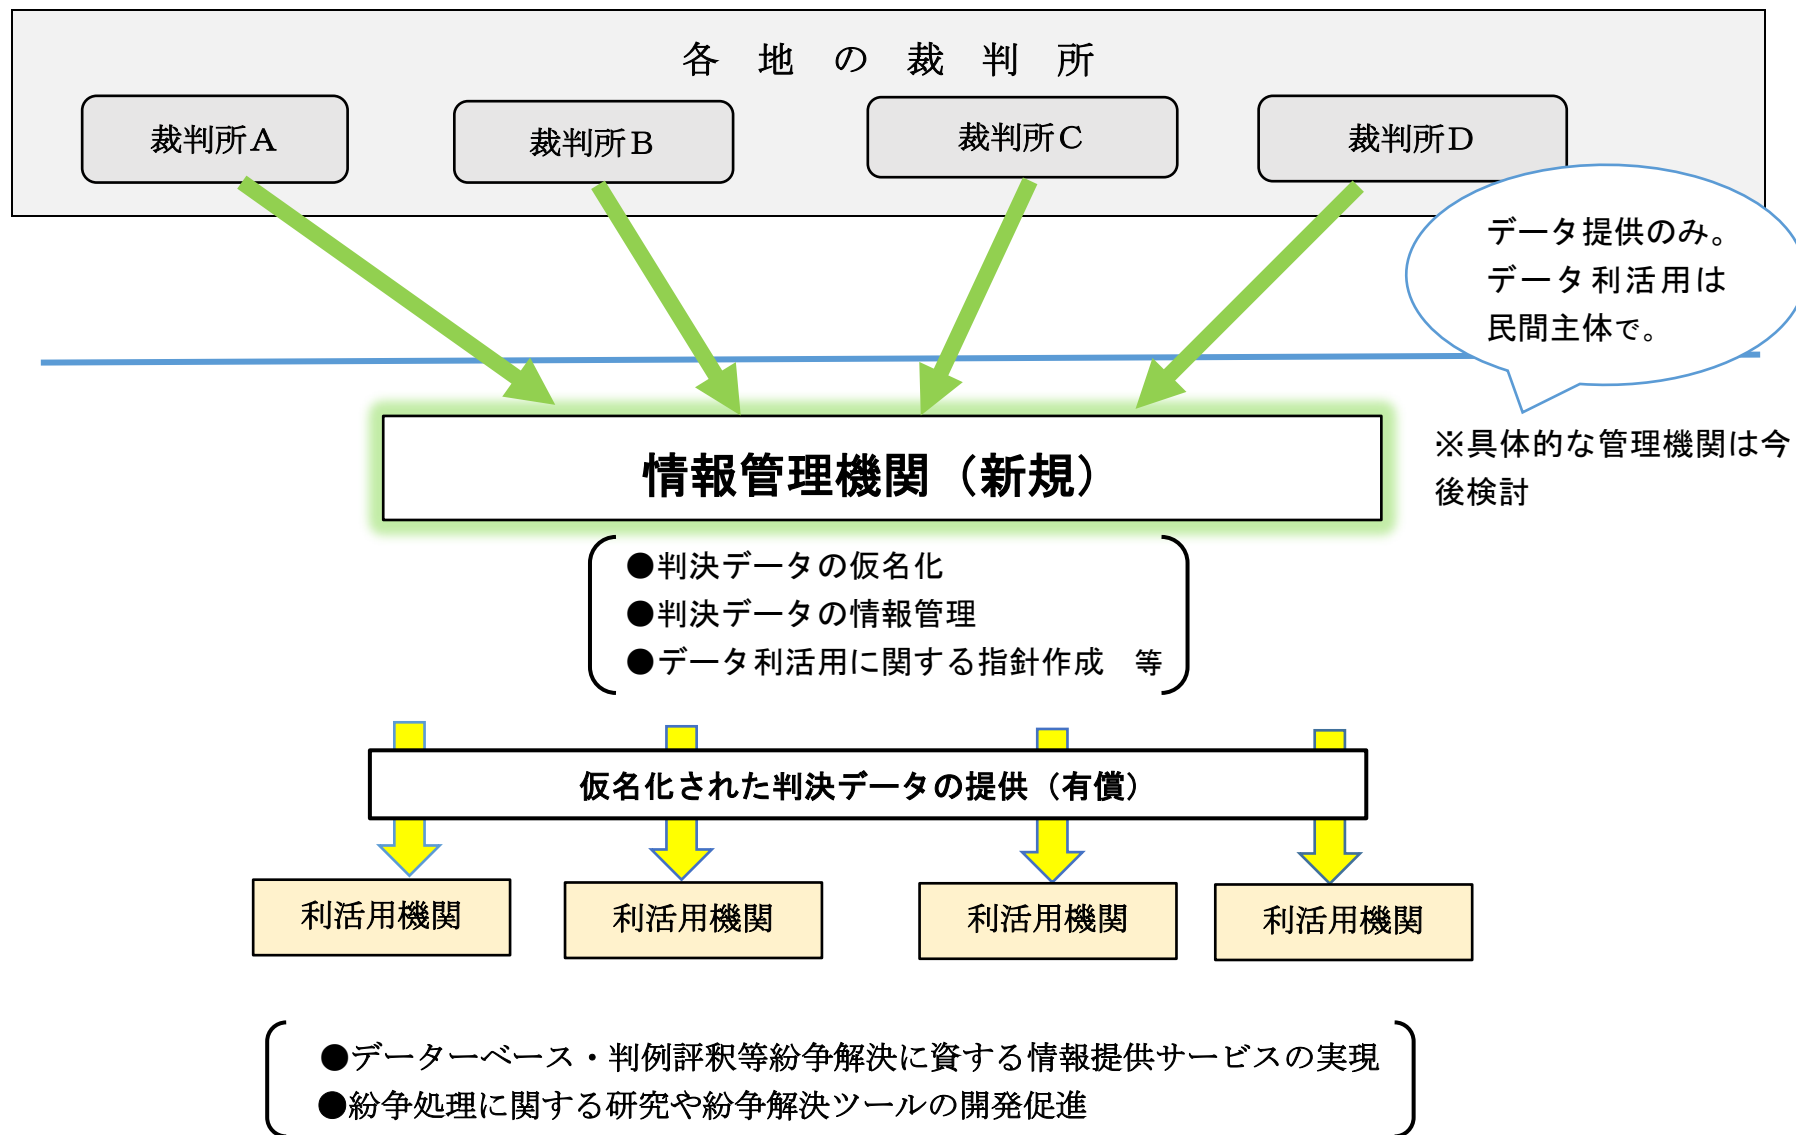 各　地　の　裁　判　所
裁判所A
裁判所B
裁判所C
裁判所D
データ提供のみ。
データ利活用は
民間主体で。
情報管理機関（新規）
※具体的な管理機関は今
後検討
●判決データの仮名化
●判決データの情報管理
●データ利活用に関する指針作成　等
仮名化された判決データの提供（有償）
利活用機関
利活用機関
利活用機関
利活用機関
●データーベース・判例評釈等紛争解決に資する情報提供サービスの実現
●紛争処理に関する研究や紛争解決ツールの開発促進